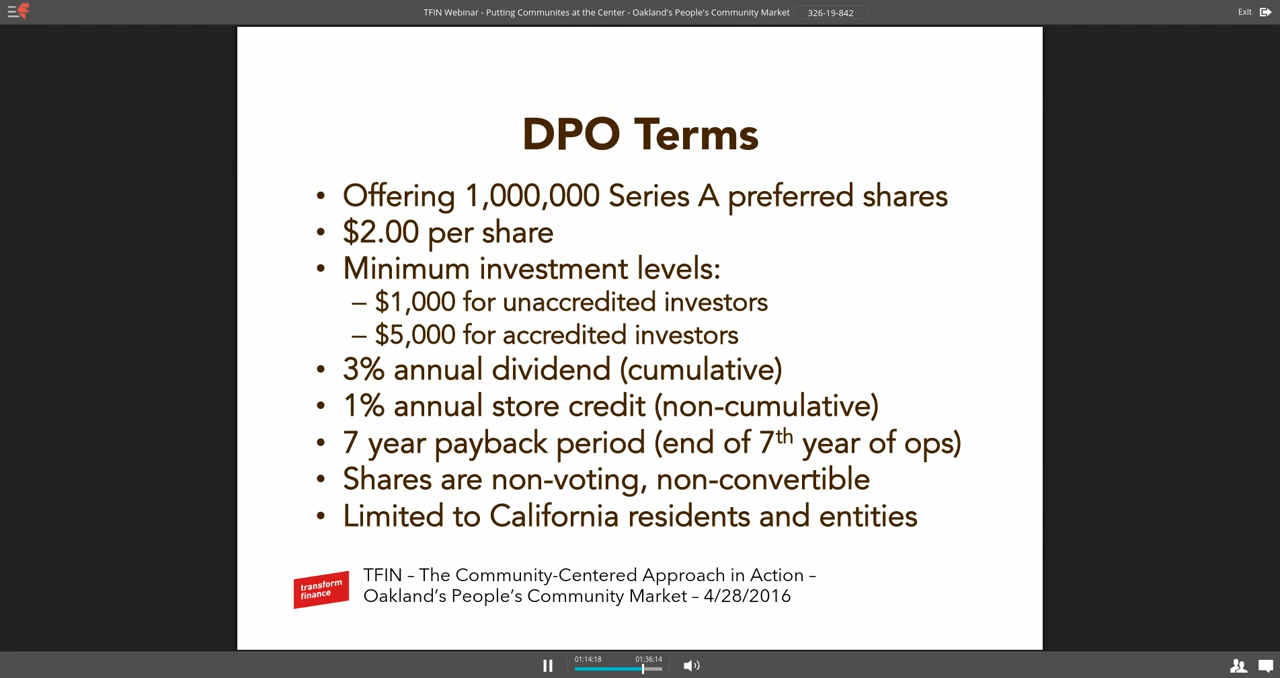 TFIN Webinar - Putting Communites at the Center - Oakland's People's Community Market 326-19-842
Exit
DPO Terms
• Offering 1,000,000 Series A preferred shares
• $2.00 per share
• Minimum investment levels:
– $1,000 for unaccredited investors
– $5,000 for accredited investors
• 3% annual dividend (cumulative)
• 1% annual store credit (non-cumulative)
• 7 year payback period (end of 7th year of ops)
• Shares are non-voting, non-convertible
• Limited to California residents and entities
transform
finance
TFIN – The Community-Centered Approach in Action –
Oakland's People's Community Market – 4/28/2016
01:14:18 01:36:14